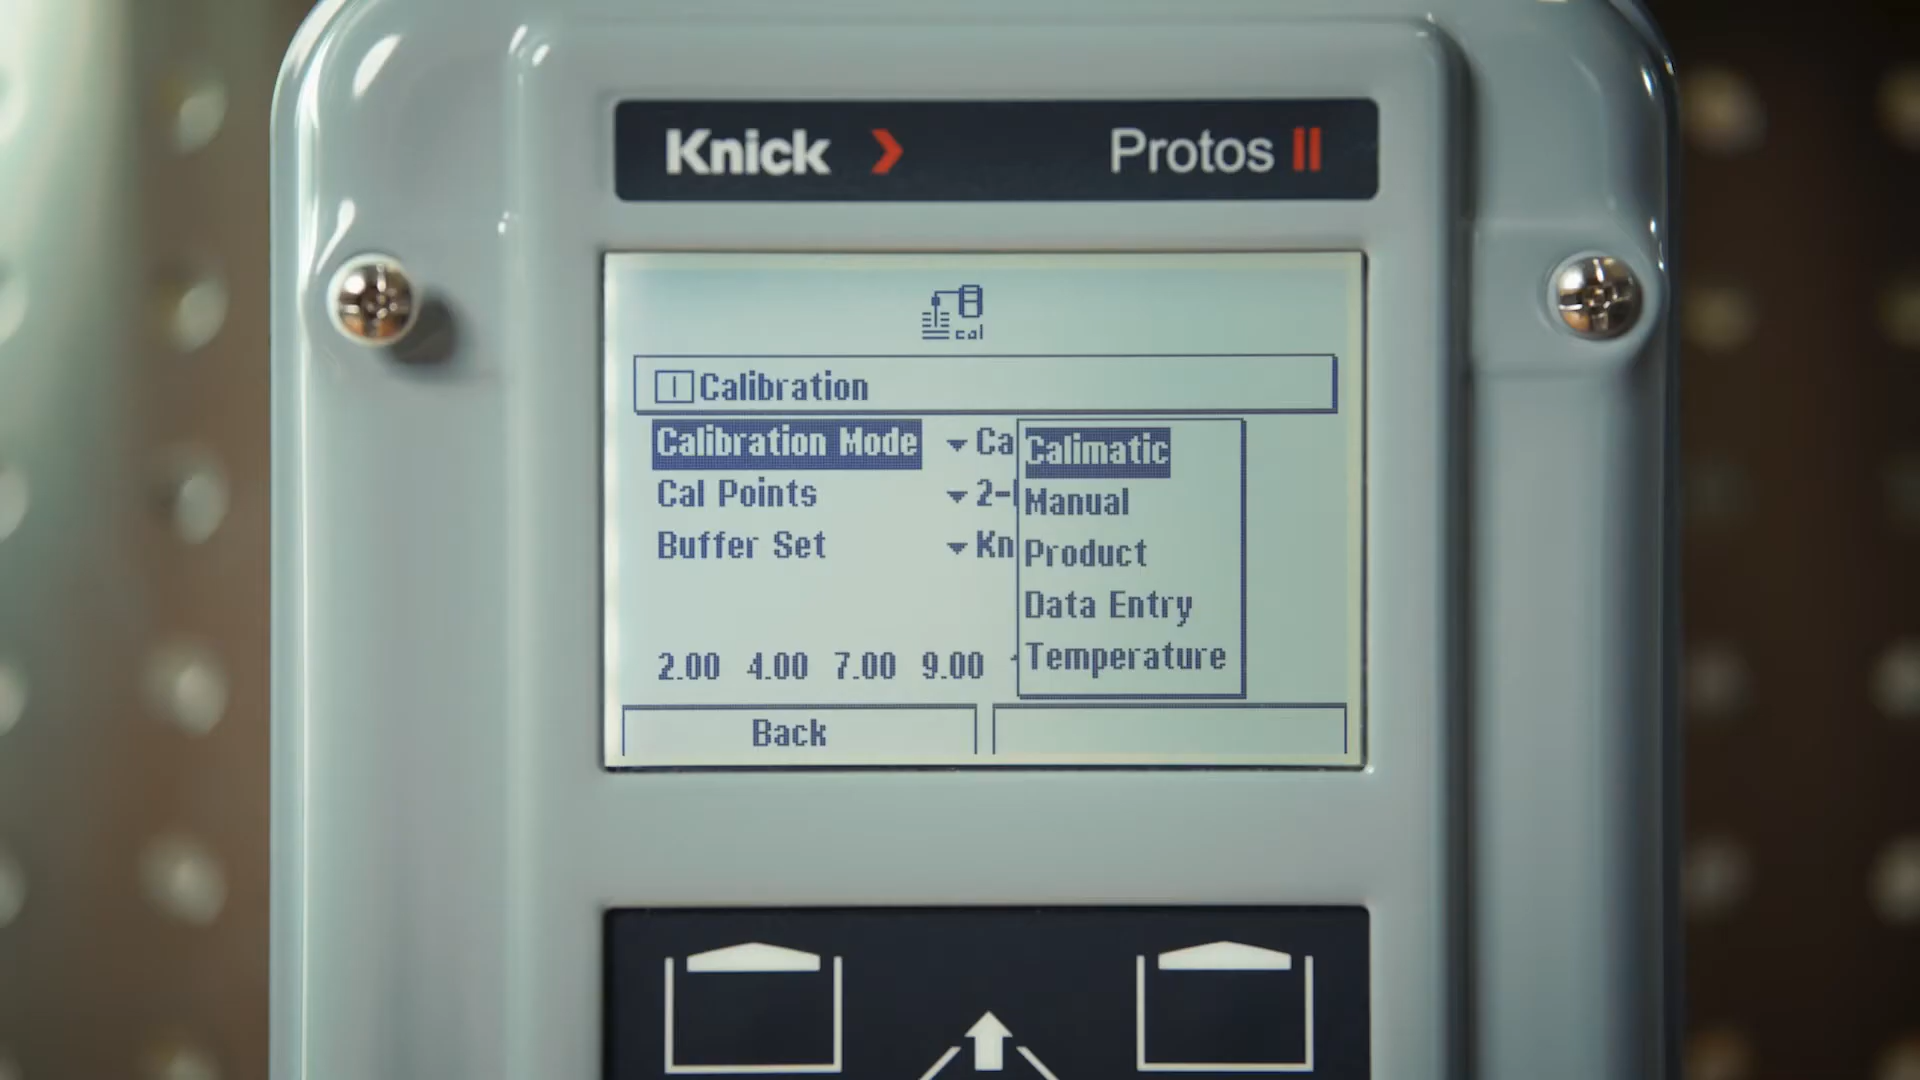 Knick Protos II
cal
Calibration
Calibration Mode Ca
Cal Points 2-
Buffer Set Kn
Calimatic
Manual
Product
Data Entry
Temperature
2.00 4.00 7.00 9.00
Back